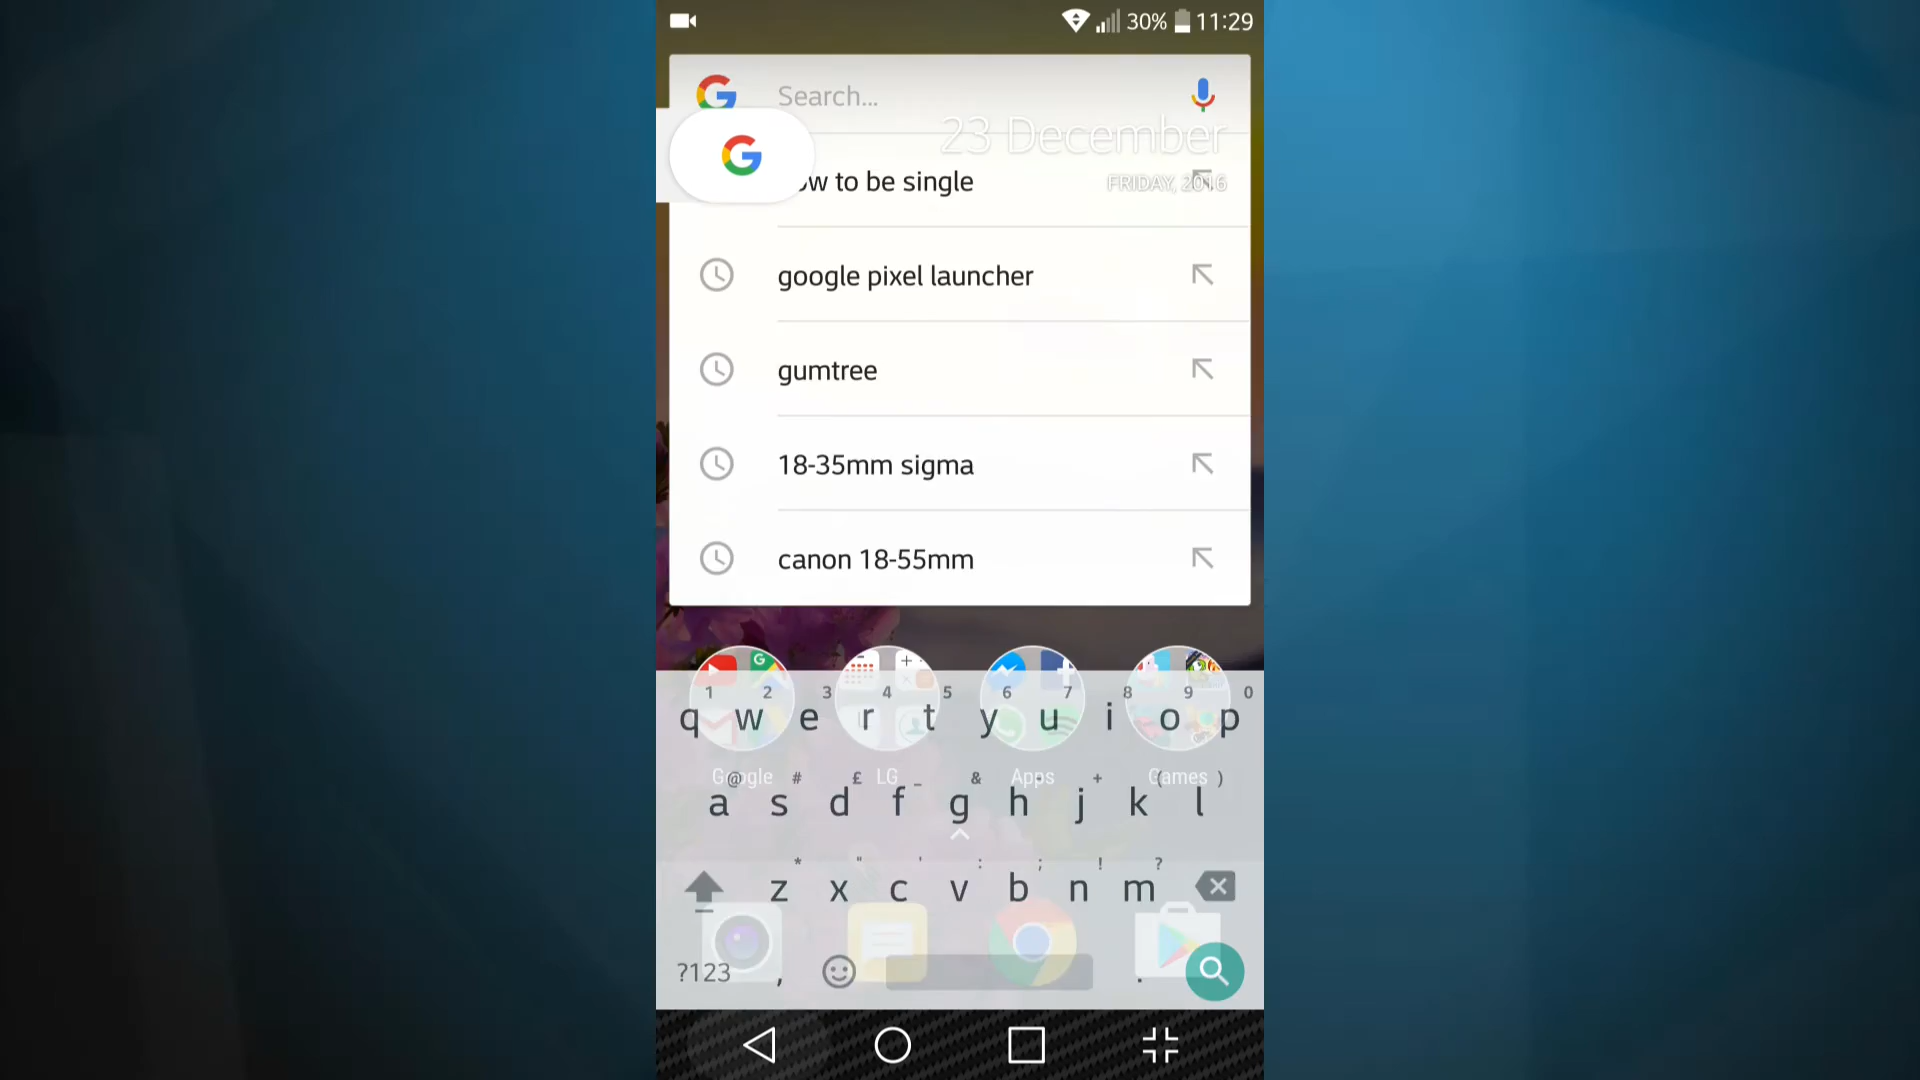 30% 11:29
Search...
23 December
ow to be single
FRIDAY, 2016
google pixel launcher
gumtree
18-35mm sigma
canon 18-55mm
1 2 3 4 5 6 7 8 9 0
q w e r t y u i o p
Google LG Apps Games
@ # £ _ & - + ( )
a s d f g h j k l
* " ' : ; ! ?
z x c v b n m
?123 , .